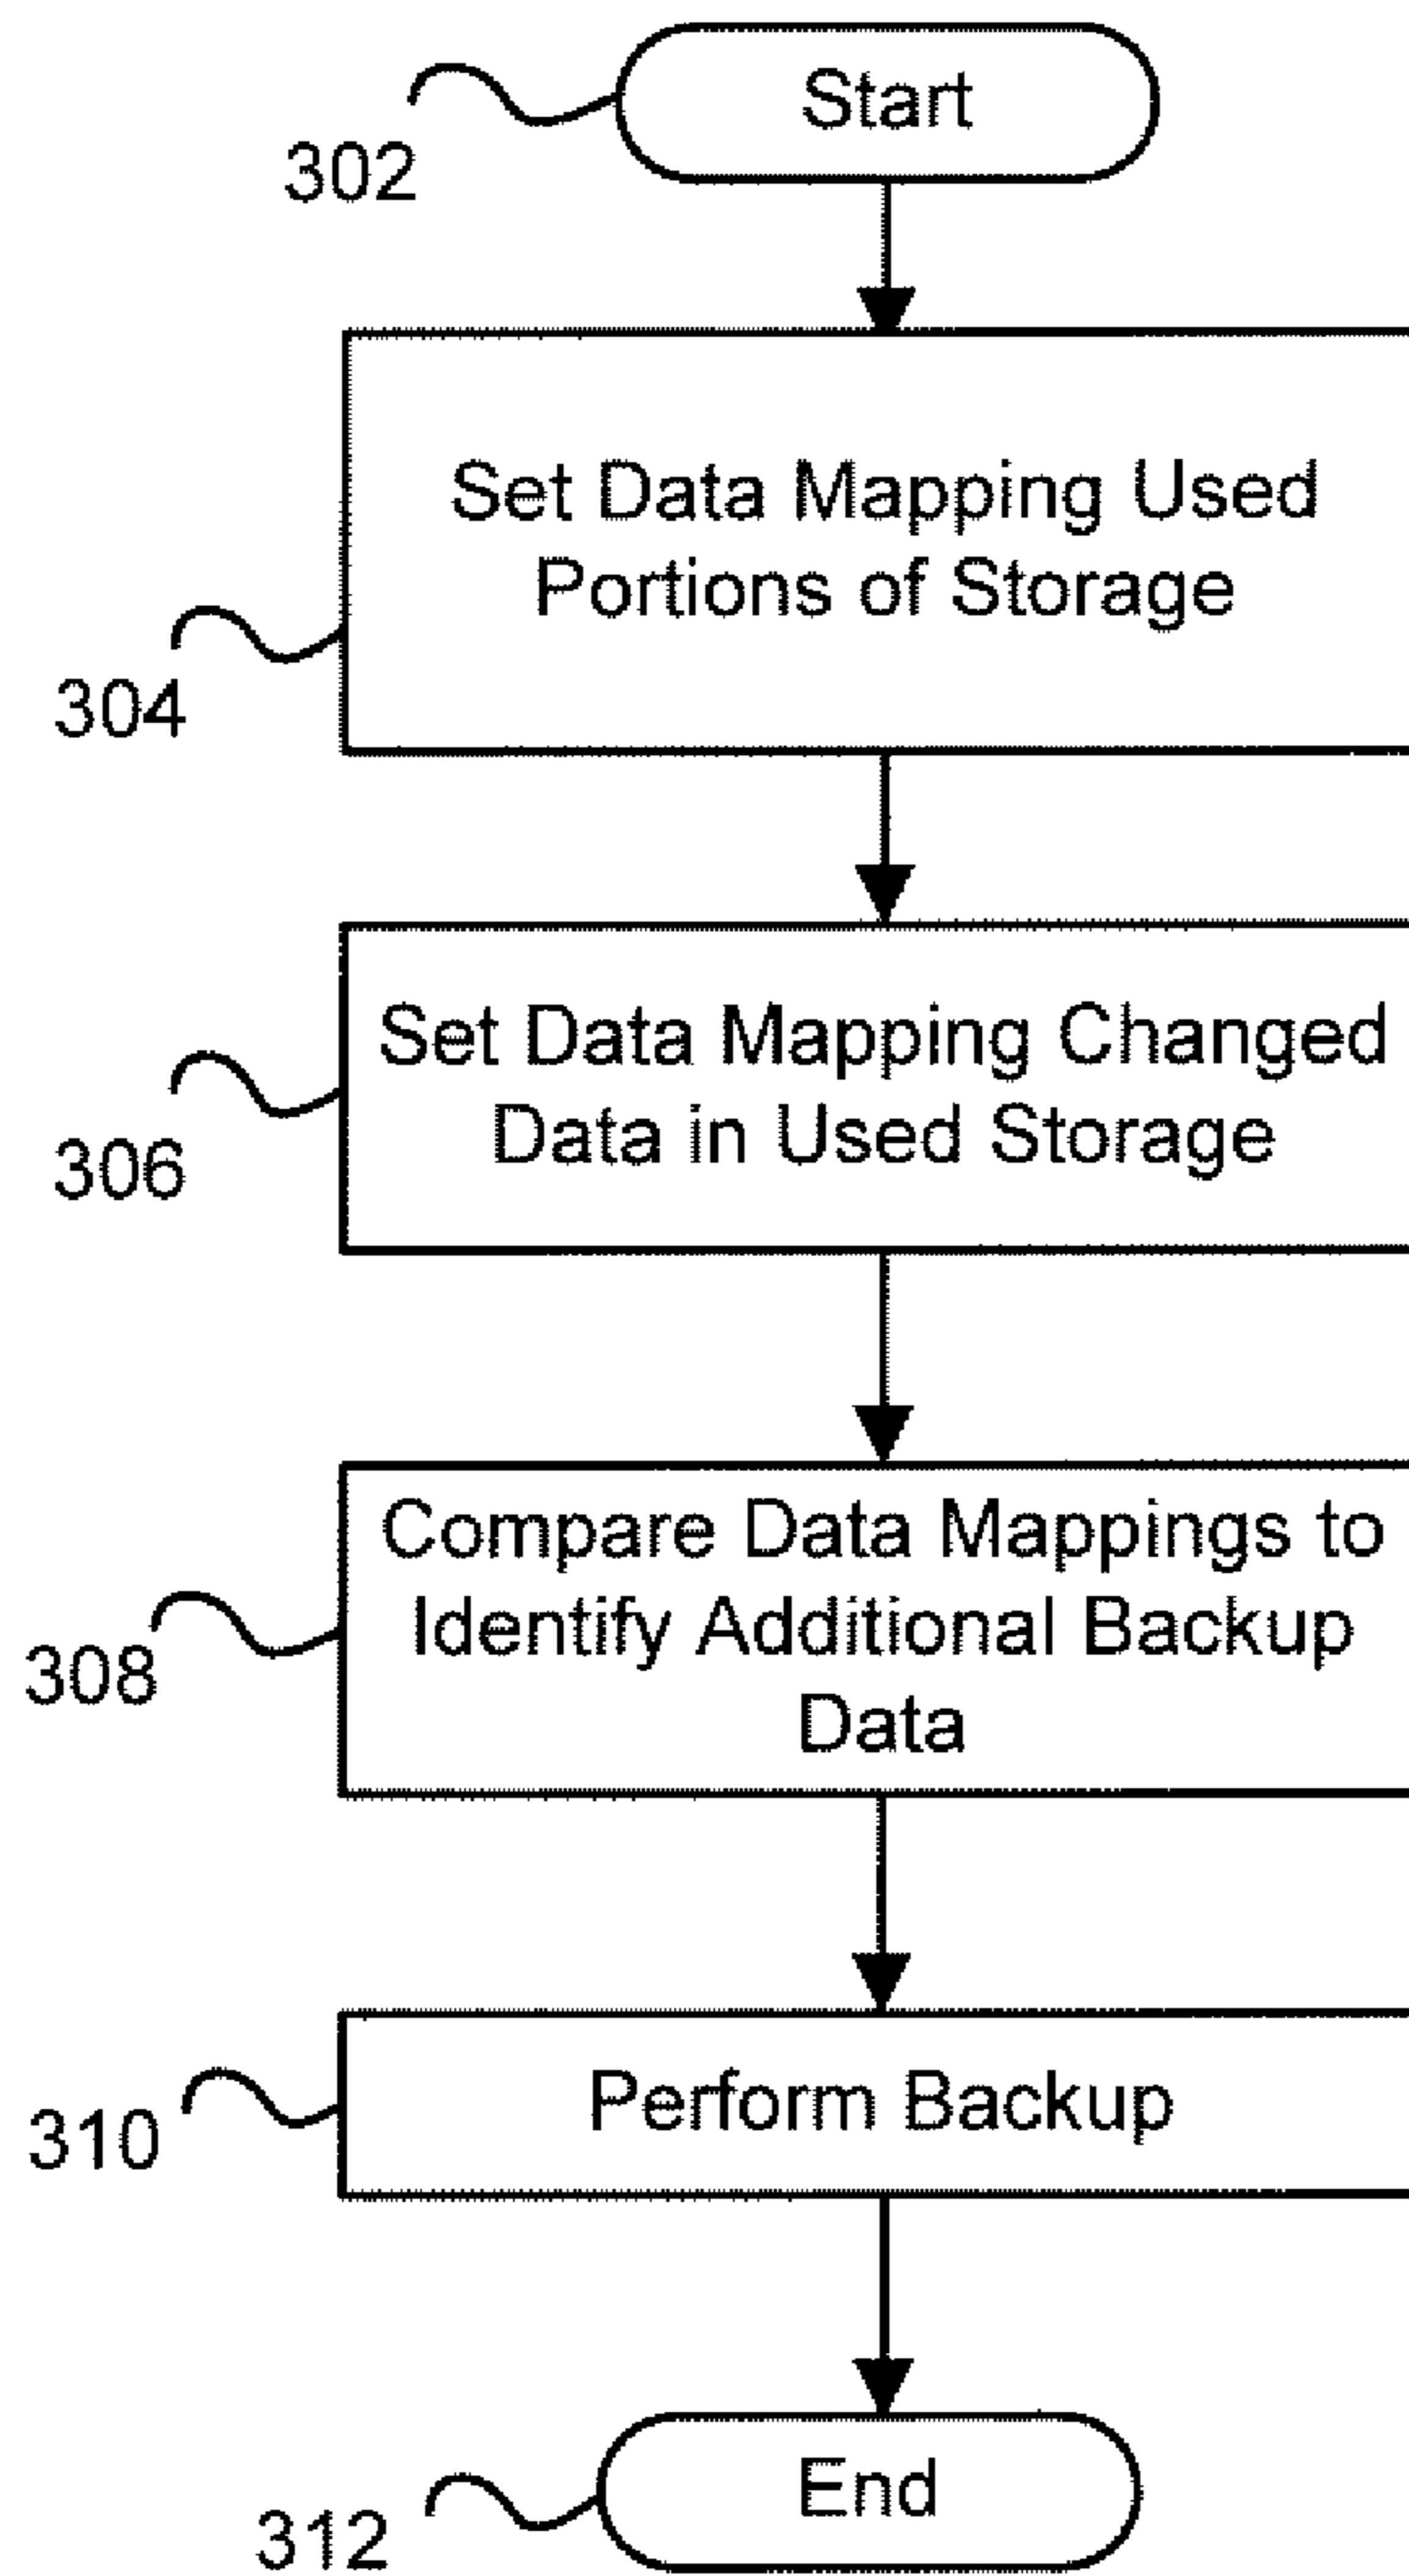 Start
302
Set Data Mapping Used
Portions of Storage
304
Set Data Mapping Changed
Data in Used Storage
306
Compare Data Mappings to
Identify Additional Backup
Data
308
Perform Backup
310
End
312